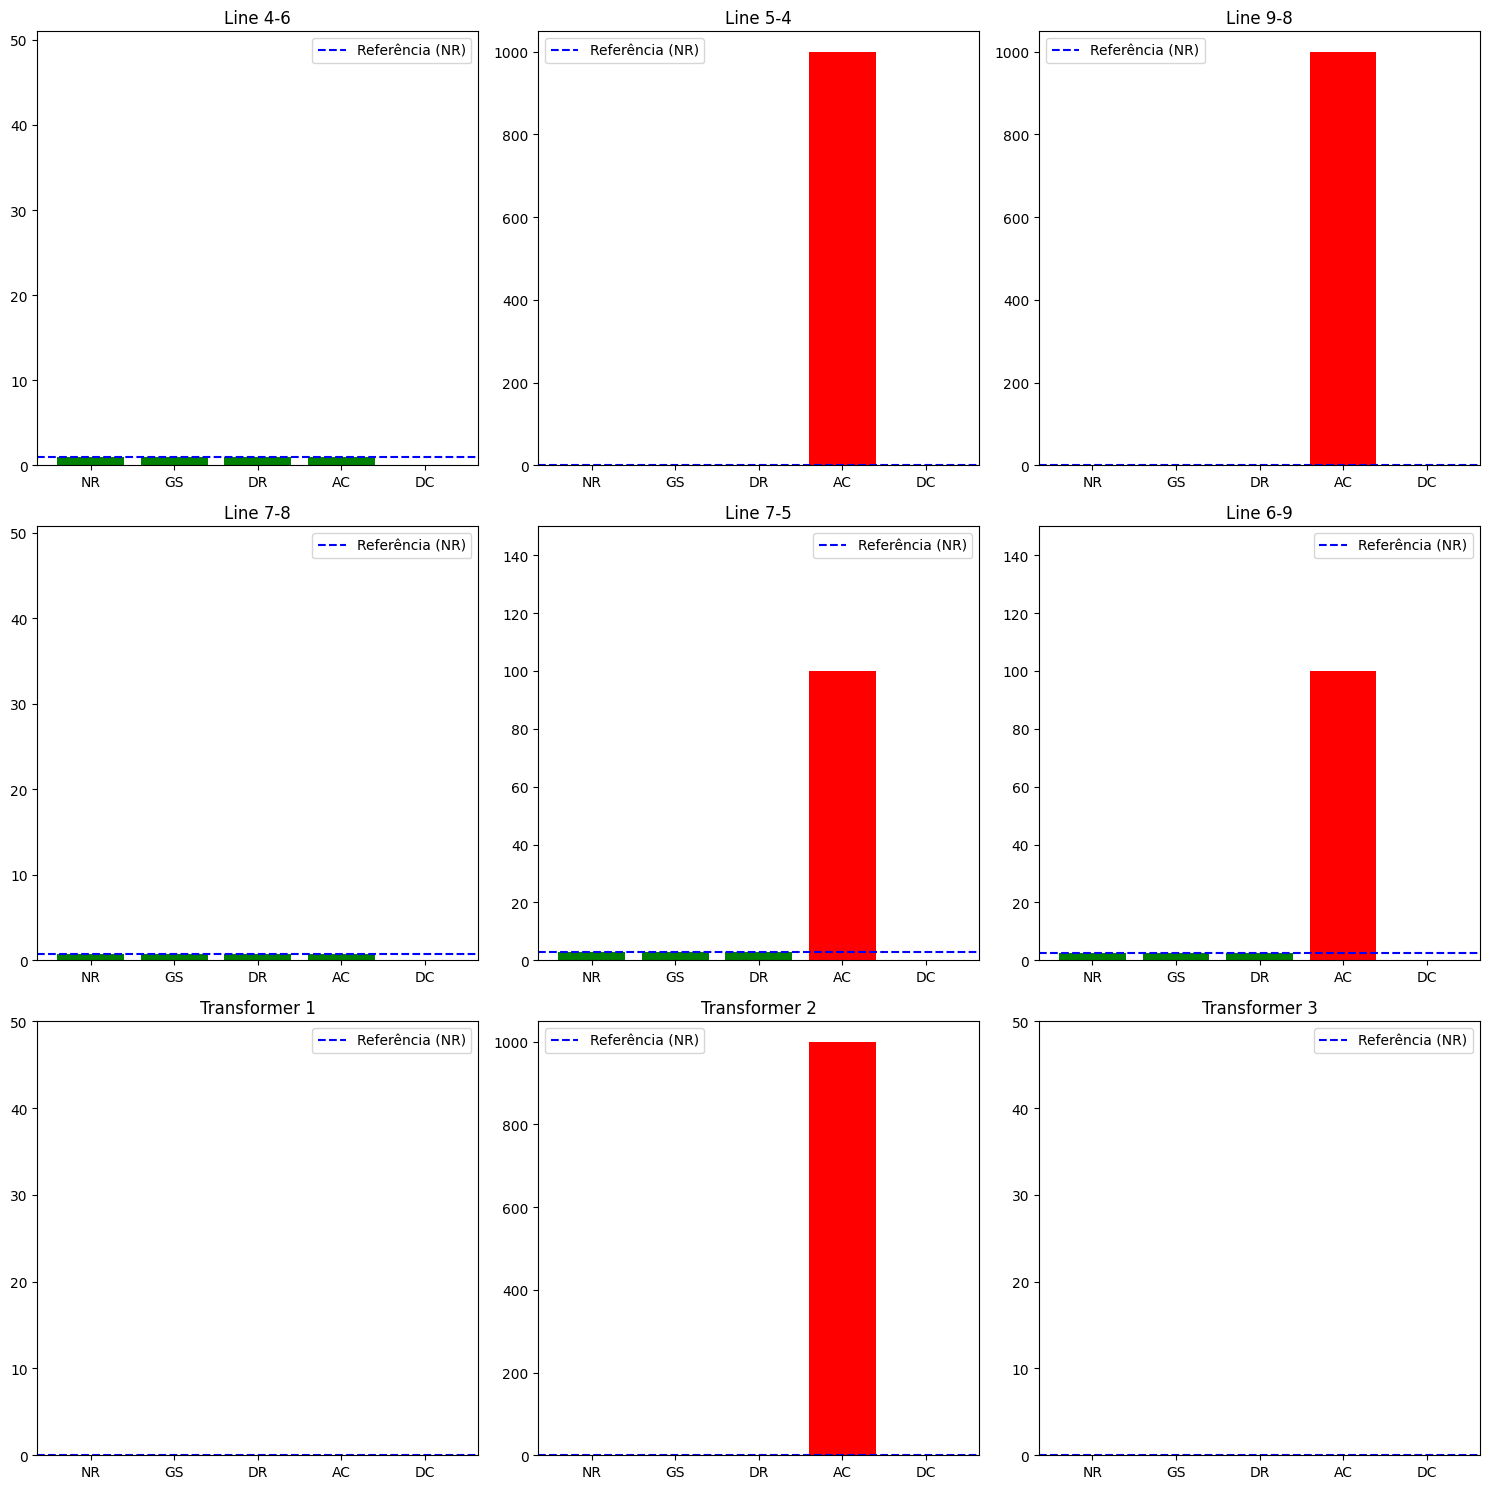 Line 4-6
50
40
30
20
10
0
Referência (NR)
NR GS DR AC DC
Line 5-4
1000
800
600
400
200
0
Referência (NR)
NR GS DR AC DC
Line 9-8
1000
800
600
400
200
0
Referência (NR)
NR GS DR AC DC
Line 7-8
50
40
30
20
10
0
Referência (NR)
NR GS DR AC DC
Line 7-5
140
120
100
80
60
40
20
0
Referência (NR)
NR GS DR AC DC
Line 6-9
140
120
100
80
60
40
20
0
Referência (NR)
NR GS DR AC DC
Transformer 1
50
40
30
20
10
0
Referência (NR)
NR GS DR AC DC
Transformer 2
1000
800
600
400
200
0
Referência (NR)
NR GS DR AC DC
Transformer 3
50
40
30
20
10
0
Referência (NR)
NR GS DR AC DC